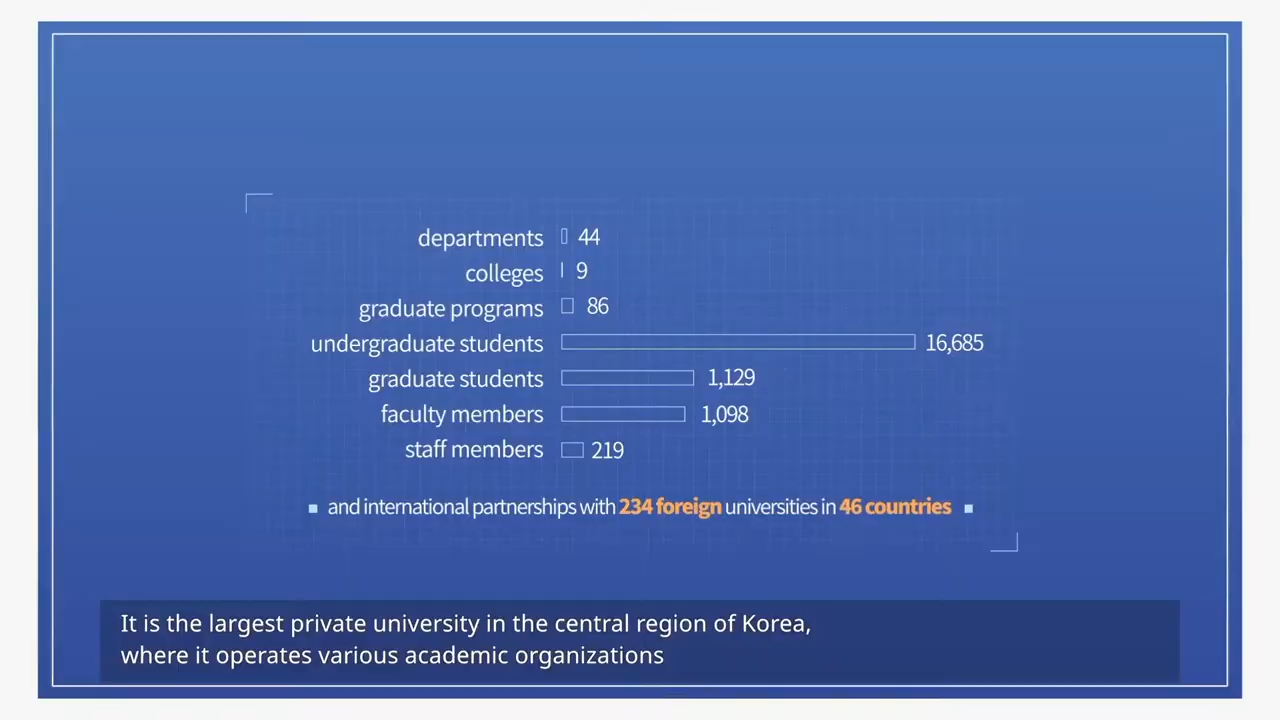 departments 44
colleges 9
graduate programs 86
undergraduate students 16,685
graduate students 1,129
faculty members 1,098
staff members 219
and international partnerships with 234 foreign universities in 46 countries
It is the largest private university in the central region of Korea,
where it operates various academic organizations